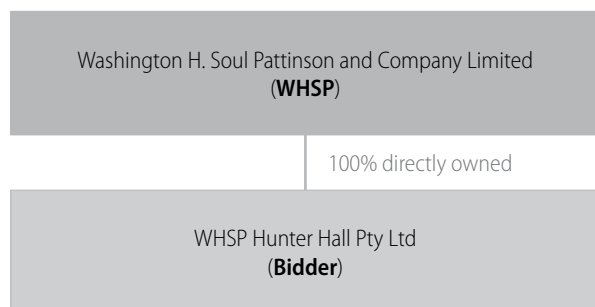 Washington H. Soul Pattinson and Company Limited
(WHSP)
100% directly owned
WHSP Hunter Hall Pty Ltd
(Bidder)